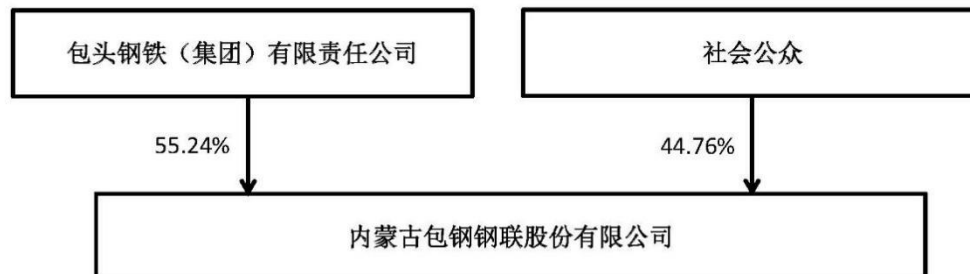 包头钢铁（集团）有限责任公司
社会公众
55.24%
44.76%
内蒙古包钢钢联股份有限公司